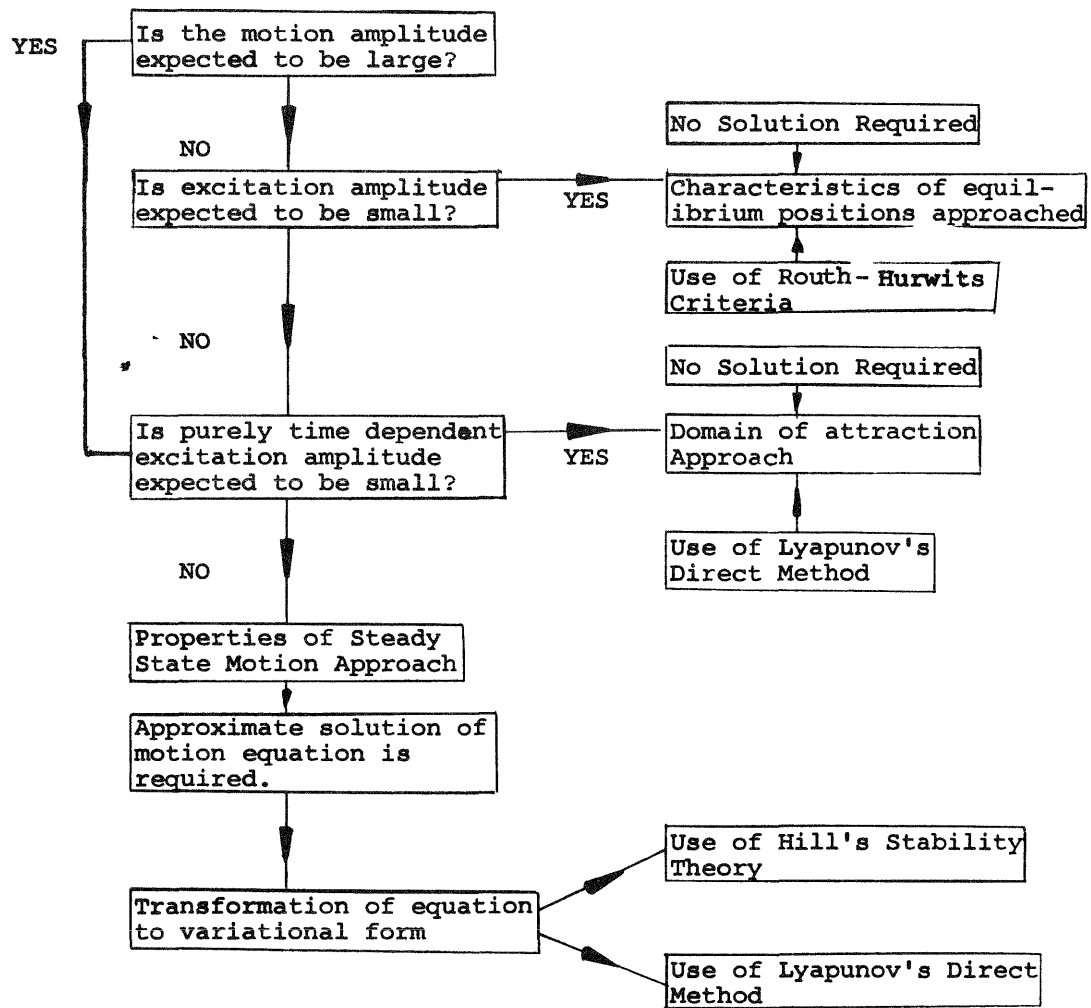 YES
Is the motion amplitude
expected to be large?
NO
Is excitation amplitude
expected to be small?
YES
No Solution Required
Characteristics of equil-
ibrium positions approached
Use of Routh-Hurwits
Criteria
NO
Is purely time dependent
excitation amplitude
expected to be small?
YES
No Solution Required
Domain of attraction
Approach
Use of Lyapunov's
Direct Method
NO
Properties of Steady
State Motion Approach
Approximate solution of
motion equation is
required.
Transformation of equation
to variational form
Use of Hill's Stability
Theory
Use of Lyapunov's Direct
Method